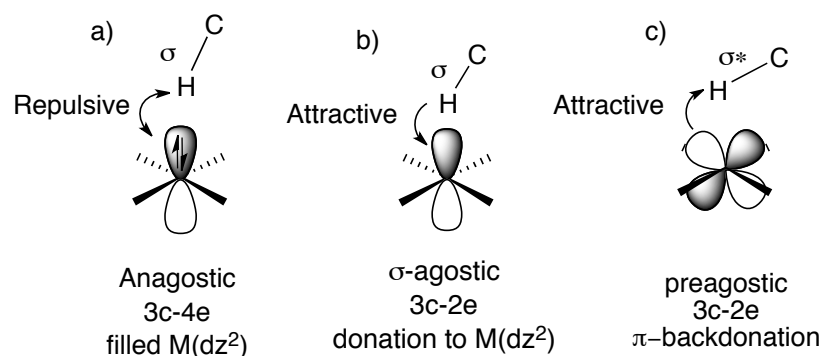 a)
σ
C
H
Repulsive
Anagostic
3c-4e
filled M(dz²)
b)
σ
C
H
Attractive
σ-agostic
3c-2e
donation to M(dz²)
c)
σ*
C
H
Attractive
preagostic
3c-2e
π-backdonation